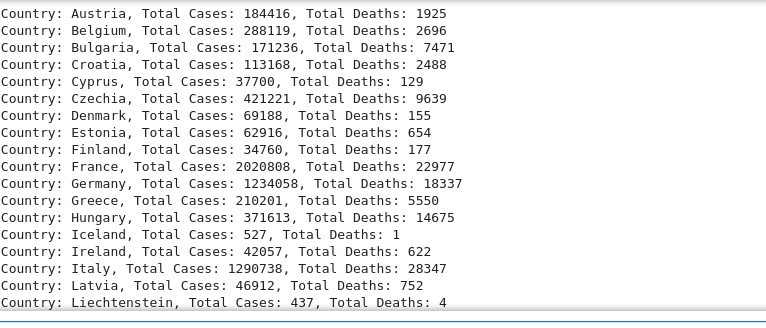 Country: Austria, Total Cases: 184416, Total Deaths: 1925
Country: Belgium, Total Cases: 288119, Total Deaths: 2696
Country: Bulgaria, Total Cases: 171236, Total Deaths: 7471
Country: Croatia, Total Cases: 113168, Total Deaths: 2488
Country: Cyprus, Total Cases: 37700, Total Deaths: 129
Country: Czechia, Total Cases: 421221, Total Deaths: 9639
Country: Denmark, Total Cases: 69188, Total Deaths: 155
Country: Estonia, Total Cases: 62916, Total Deaths: 654
Country: Finland, Total Cases: 34760, Total Deaths: 177
Country: France, Total Cases: 2020808, Total Deaths: 22977
Country: Germany, Total Cases: 1234058, Total Deaths: 18337
Country: Greece, Total Cases: 210201, Total Deaths: 5550
Country: Hungary, Total Cases: 371613, Total Deaths: 14675
Country: Iceland, Total Cases: 527, Total Deaths: 1
Country: Ireland, Total Cases: 42057, Total Deaths: 622
Country: Italy, Total Cases: 1290738, Total Deaths: 28347
Country: Latvia, Total Cases: 46912, Total Deaths: 752
Country: Liechtenstein, Total Cases: 437, Total Deaths: 4